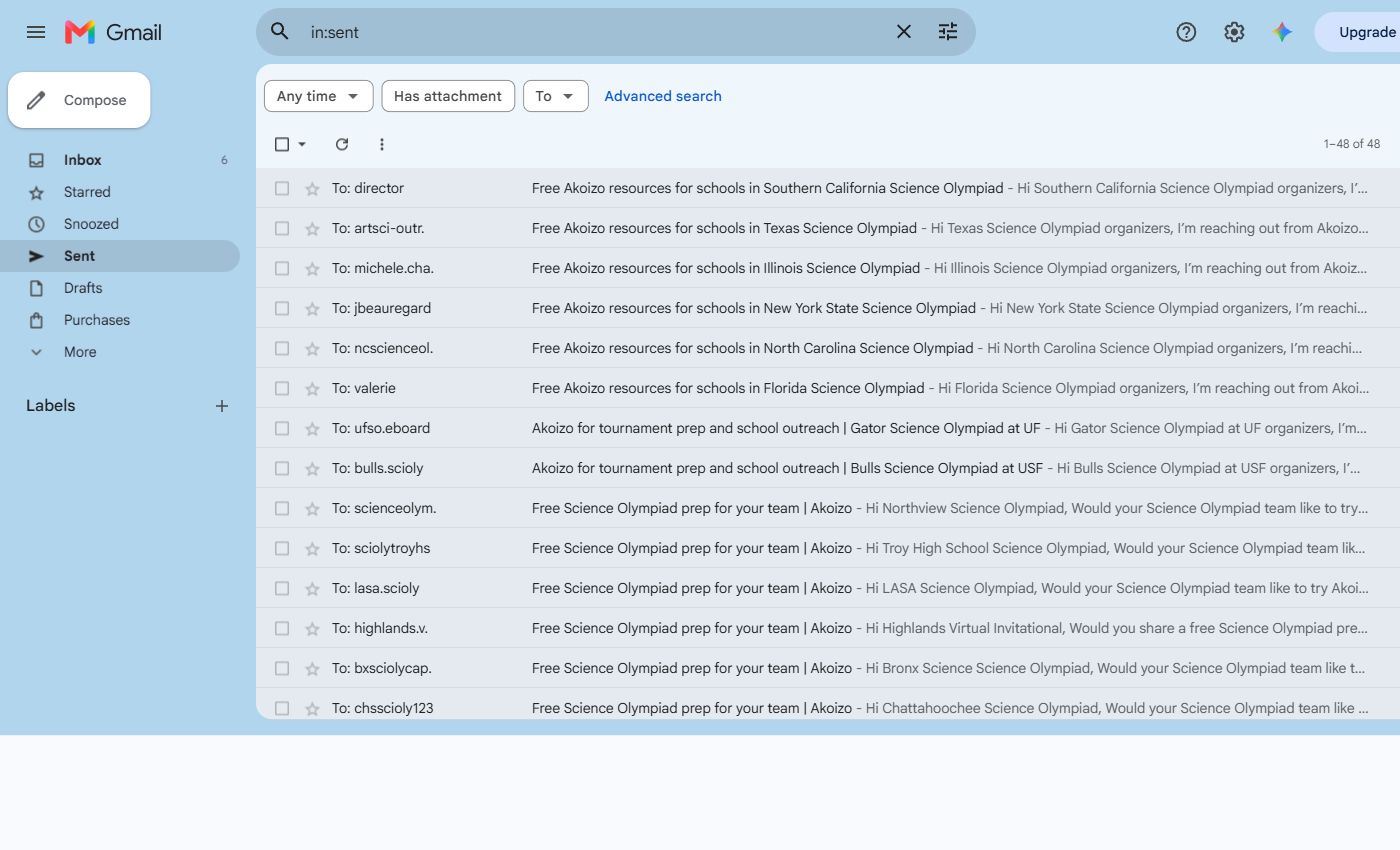 Gmail
in:sent
Upgrade
Compose
Any time
Has attachment
To
Advanced search
1–48 of 48
Inbox 6
Starred
Snoozed
Sent
Drafts
Purchases
More
Labels
To: director Free Akoizo resources for schools in Southern California Science Olympiad - Hi Southern California Science Olympiad organizers, I’…
To: artsci-outr. Free Akoizo resources for schools in Texas Science Olympiad - Hi Texas Science Olympiad organizers, I’m reaching out from Akoizo…
To: michele.cha. Free Akoizo resources for schools in Illinois Science Olympiad - Hi Illinois Science Olympiad organizers, I’m reaching out from Akoiz…
To: jbeauregard Free Akoizo resources for schools in New York State Science Olympiad - Hi New York State Science Olympiad organizers, I’m reachi…
To: ncscienceol. Free Akoizo resources for schools in North Carolina Science Olympiad - Hi North Carolina Science Olympiad organizers, I’m reachi…
To: valerie Free Akoizo resources for schools in Florida Science Olympiad - Hi Florida Science Olympiad organizers, I’m reaching out from Akoi…
To: ufso.eboard Akoizo for tournament prep and school outreach | Gator Science Olympiad at UF - Hi Gator Science Olympiad at UF organizers, I’m…
To: bulls.scioly Akoizo for tournament prep and school outreach | Bulls Science Olympiad at USF - Hi Bulls Science Olympiad at USF organizers, I’…
To: scienceolym. Free Science Olympiad prep for your team | Akoizo - Hi Northview Science Olympiad, Would your Science Olympiad team like to try…
To: sciolytroyhs Free Science Olympiad prep for your team | Akoizo - Hi Troy High School Science Olympiad, Would your Science Olympiad team lik…
To: lasa.scioly Free Science Olympiad prep for your team | Akoizo - Hi LASA Science Olympiad, Would your Science Olympiad team like to try Akoi…
To: highlands.v. Free Science Olympiad prep for your team | Akoizo - Hi Highlands Virtual Invitational, Would you share a free Science Olympiad pre…
To: bxsciolycap. Free Science Olympiad prep for your team | Akoizo - Hi Bronx Science Science Olympiad, Would your Science Olympiad team like t…
To: chsscioly123 Free Science Olympiad prep for your team | Akoizo - Hi Chattahoochee Science Olympiad, Would your Science Olympiad team like …